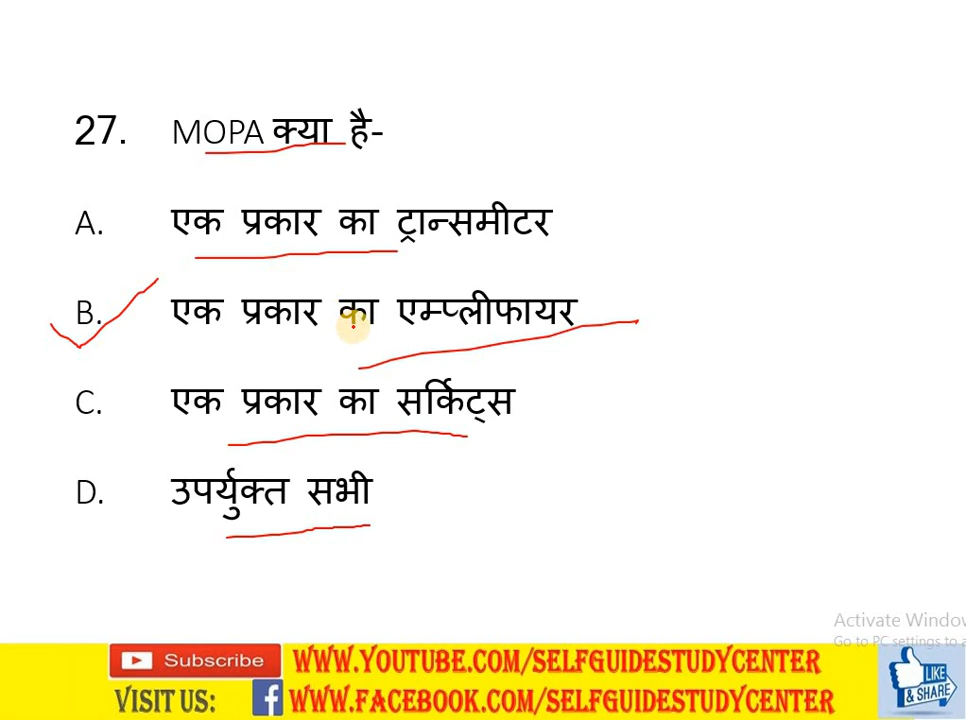 27. MOPA क्या है-
A. एक प्रकार का ट्रान्समीटर
B. एक प्रकार का एम्प्लीफायर
C. एक प्रकार का सर्किट्स
D. उपर्युक्त सभी
Activate Window
Go to PC settings to a
Subscribe WWW.YOUTUBE.COM/SELFGUIDESTUDYCENTER
VISIT US: f WWW.FACEBOOK.COM/SELFGUIDESTUDYCENTER
LIKE
& SHARE